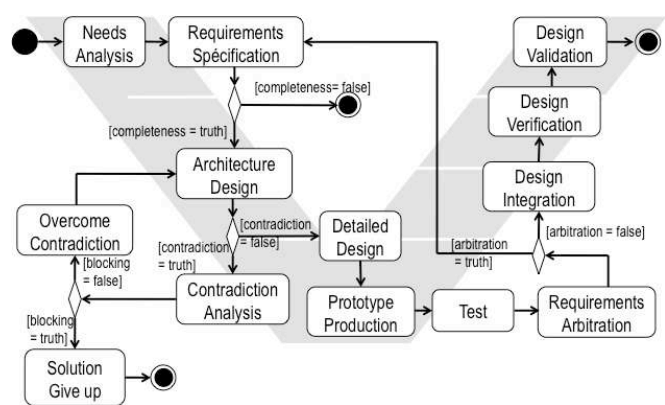 Needs
Analysis
Requirements
Spécification
Design
Validation
[completeness= false]
[completeness = truth]
Design
Verification
Architecture
Design
Design
Integration
Overcome
Contradiction
[contradiction
= false]
[contradiction
= truth]
Detailed
Design
[arbitration = false]
[arbitration
= truth]
[blocking
= false]
Contradiction
Analysis
Prototype
Production
Test
Requirements
Arbitration
[blocking
= truth]
Solution
Give up